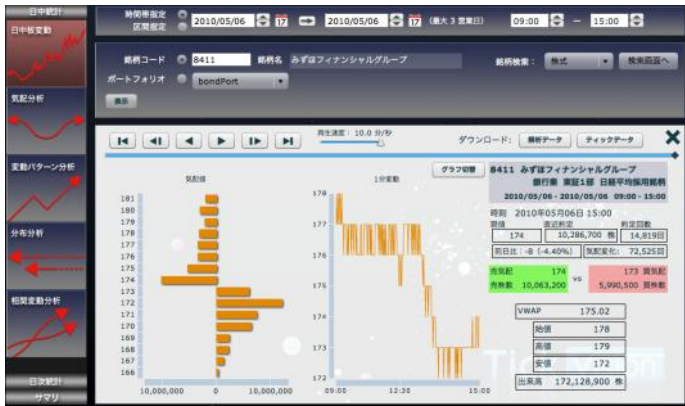 日中統計
日中板変動
気配分析
変動パターン分析
分布分析
相関変動分析
日次統計
サマリ
時間帯指定 2010/05/06 17 2010/05/06 17 (最大 3 営業日) 09:00 - 15:00
区間指定
銘柄コード 8411 銘柄名 みずほフィナンシャルグループ 銘柄検索: 株式 検索画面へ
ポートフォリオ bondPort
表示
再生速度: 10.0 分/秒
ダウンロード: 解析データ ティックデータ
グラフ切替
気配値
181
180
179
178
177
176
175
174
173
172
171
170
169
168
167
166
10,000,000 0 10,000,000
1分変動
178
177
176
175
174
173
172
09:00 12:30 15:00
8411 みずほフィナンシャルグループ
銀行業 東証1部 日経平均採用銘柄
2010/05/06 - 2010/05/06 09:00 - 15:00
時刻 2010年05月06日 15:00
現値 直近約定 約定回数
174 10,286,700 株 14,819回
前日比: -8 (-4.40%) 気配変化: 72,525回
売気配 174 vs 173 買気配
売株数 10,063,200 5,990,500 買株数
VWAP 175.02
始値 178
高値 179
安値 172
出来高 172,128,900 株